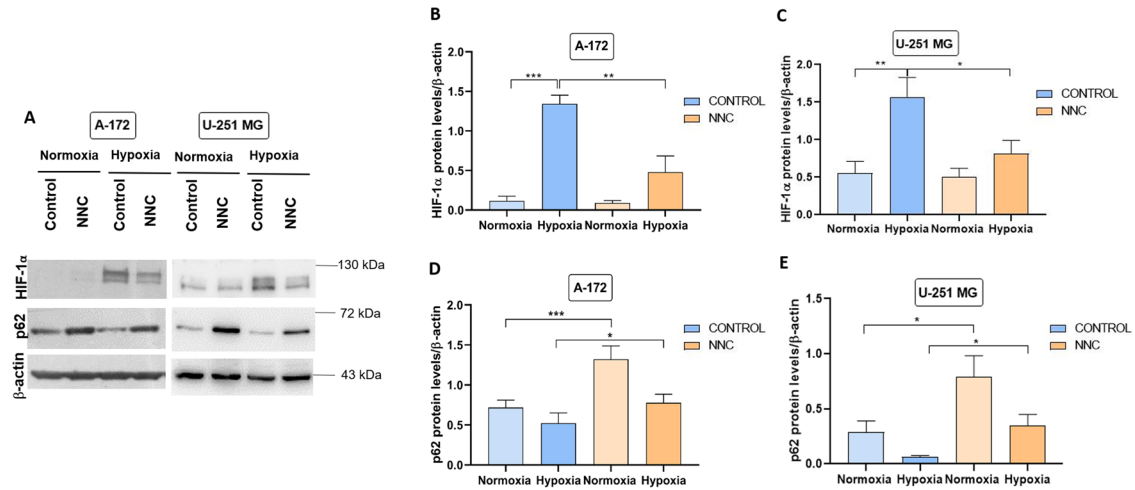 A
A-172
U-251 MG
Normoxia
Hypoxia
Normoxia
Hypoxia
Control
NNC
Control
NNC
Control
NNC
Control
NNC
HIF-1α
130 kDa
p62
72 kDa
β-actin
43 kDa
B
A-172
HIF-1α protein levels/β-actin
2.0
1.5
1.0
0.5
0.0
***
**
CONTROL
NNC
Normoxia Hypoxia Normoxia Hypoxia
C
U-251 MG
HIF-1α protein levels/β-actin
2.0
1.5
1.0
0.5
0.0
**
*
CONTROL
NNC
Normoxia Hypoxia Normoxia Hypoxia
D
A-172
p62 protein levels/β-actin
2.0
1.5
1.0
0.5
0.0
***
*
CONTROL
NNC
Normoxia Hypoxia Normoxia Hypoxia
E
U-251 MG
p62 protein levels/β-actin
1.5
1.0
0.5
0.0
*
*
CONTROL
NNC
Normoxia Hypoxia Normoxia Hypoxia